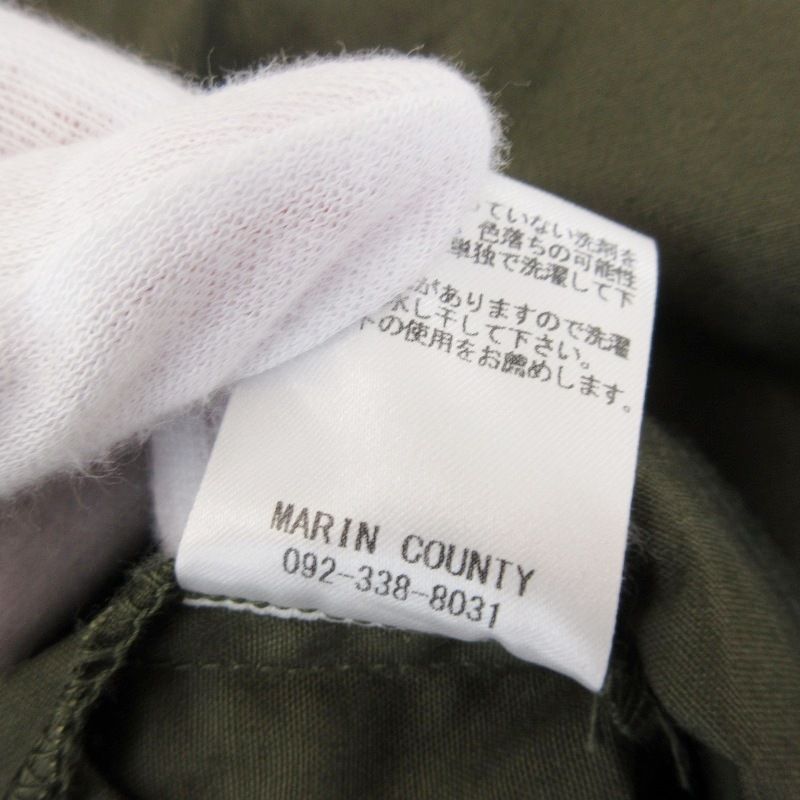 っていない洗剤を
色落ちの可能性
単独で洗濯して下
がありますので洗濯
し干して下さい。
の使用をお薦めします。
MARIN COUNTY
092-338-8031